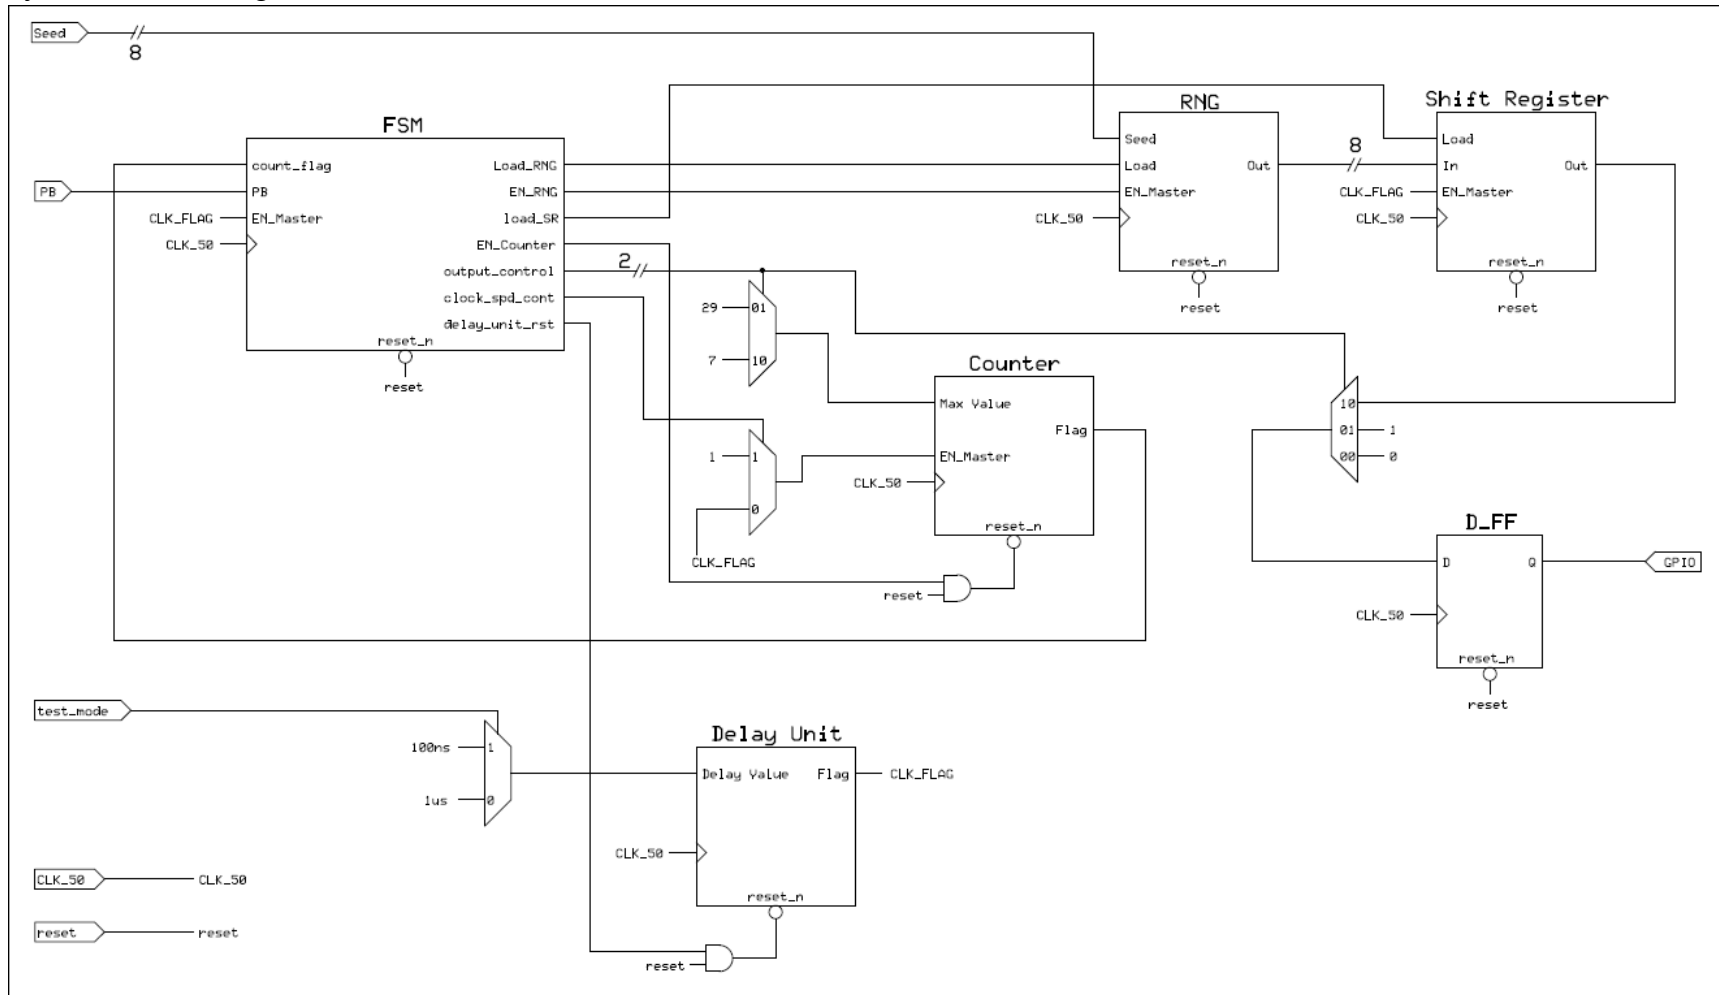 Seed
8
RNG
Shift Register
FSM
Seed
Load
Load
8
count_flag
Load_RNG
Load
Out
In
Out
PB
PB
EN_RNG
EN_Master
CLK_FLAG
EN_Master
CLK_FLAG
EN_Master
load_SR
CLK_50
CLK_50
CLK_50
EN_Counter
2
output_control
reset_n
reset_n
clock_spd_cont
29
01
reset
reset
delay_unit_rst
reset_n
7
10
Counter
reset
Max Value
10
Flag
01
1
1
1
EN_Master
00
0
CLK_50
0
reset_n
D_FF
CLK_FLAG
D
Q
GPIO
reset
CLK_50
reset_n
test_mode
reset
Delay Unit
100ns
1
Delay Value
Flag
CLK_FLAG
1us
0
CLK_50
CLK_50
CLK_50
reset_n
reset
reset
reset